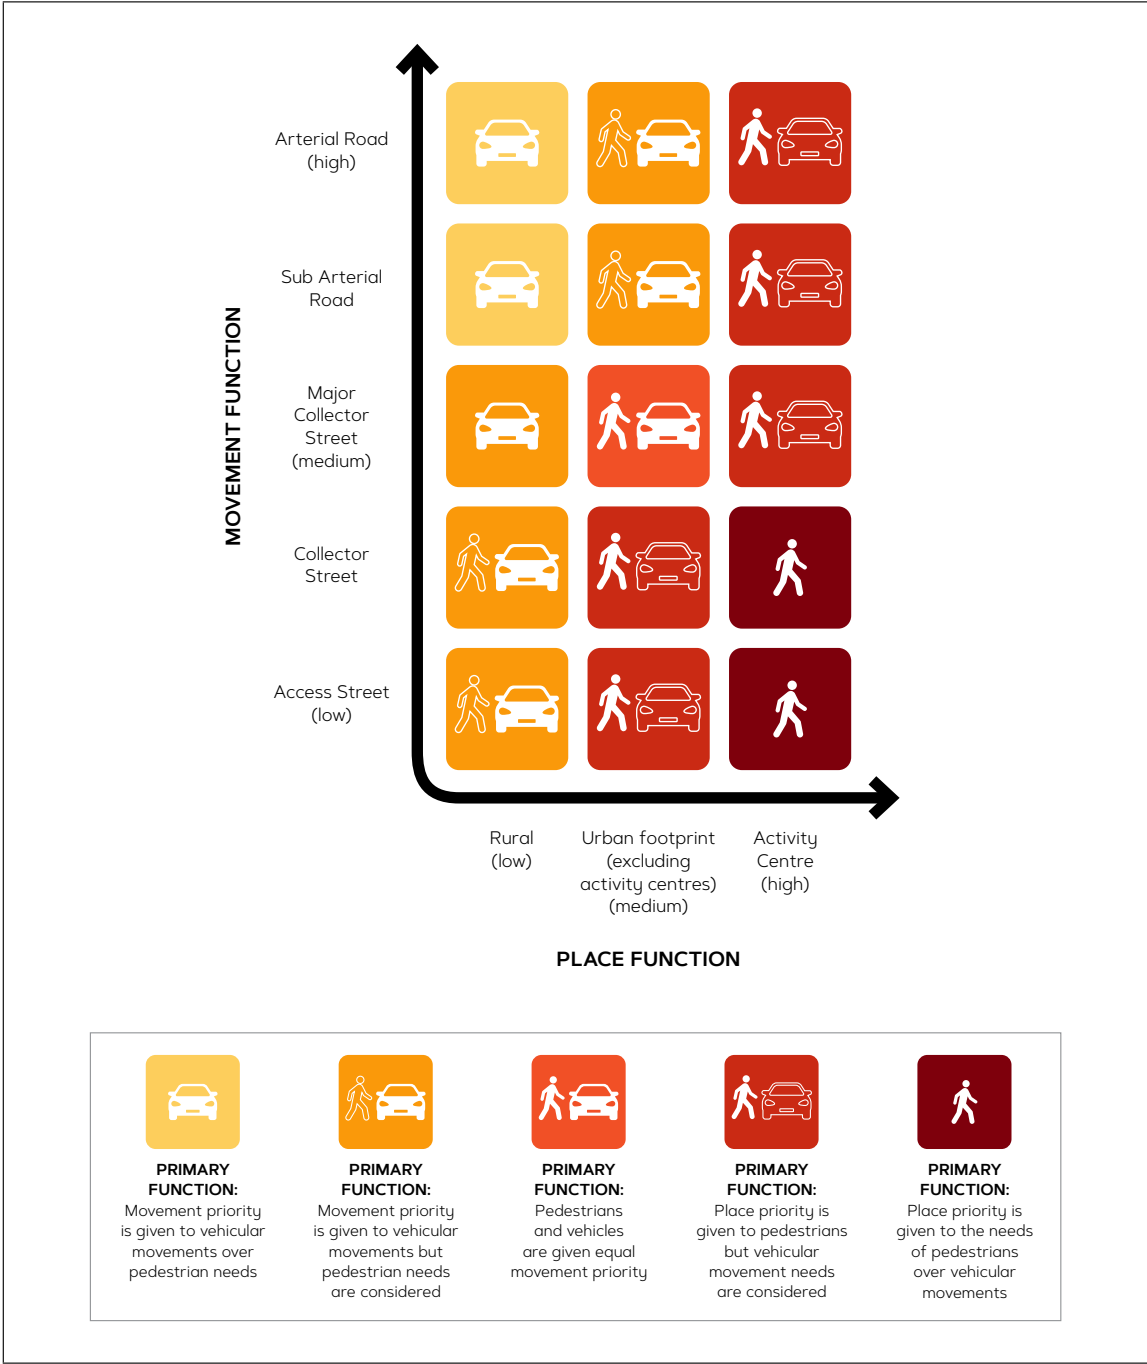 MOVEMENT FUNCTION
Arterial Road
(high)
Sub Arterial
Road
Major
Collector
Street
(medium)
Collector
Street
Access Street
(low)
Rural
(low)
Urban footprint
(excluding
activity centres)
(medium)
Activity
Centre
(high)
PLACE FUNCTION
PRIMARY
FUNCTION:
Movement priority
is given to vehicular
movements over
pedestrian needs
PRIMARY
FUNCTION:
Movement priority
is given to vehicular
movements but
pedestrian needs
are considered
PRIMARY
FUNCTION:
Pedestrians
and vehicles
are given equal
movement priority
PRIMARY
FUNCTION:
Place priority is
given to pedestrians
but vehicular
movement needs
are considered
PRIMARY
FUNCTION:
Place priority is
given to the needs
of pedestrians
over vehicular
movements